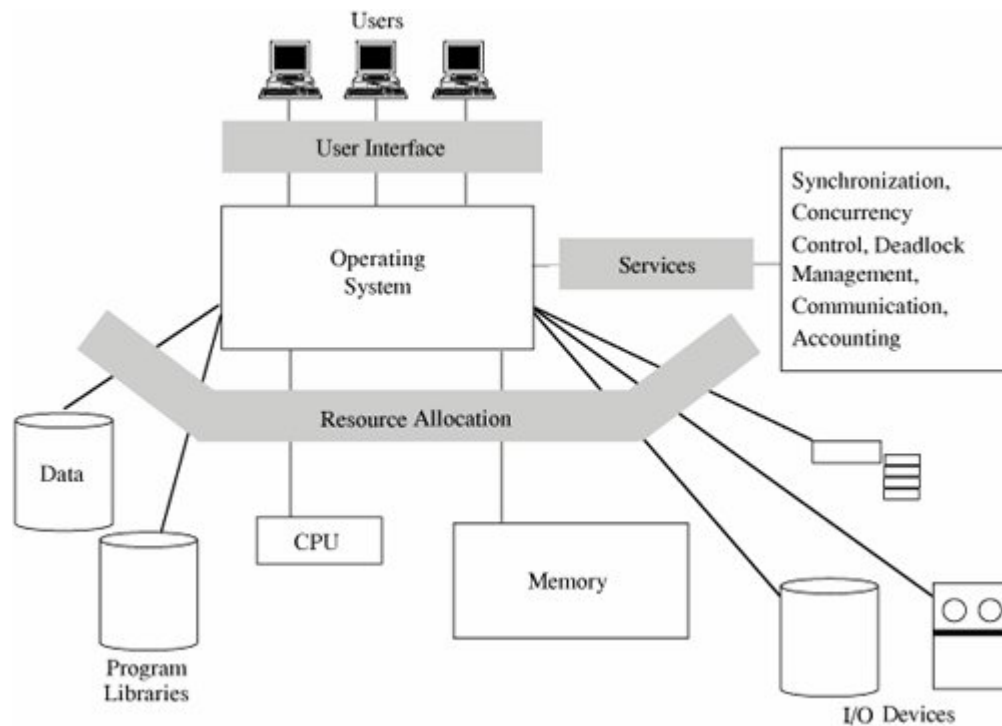 Users
User Interface
Operating
System
Services
Synchronization,
Concurrency
Control, Deadlock
Management,
Communication,
Accounting
Resource Allocation
Data
CPU
Memory
Program
Libraries
I/O Devices